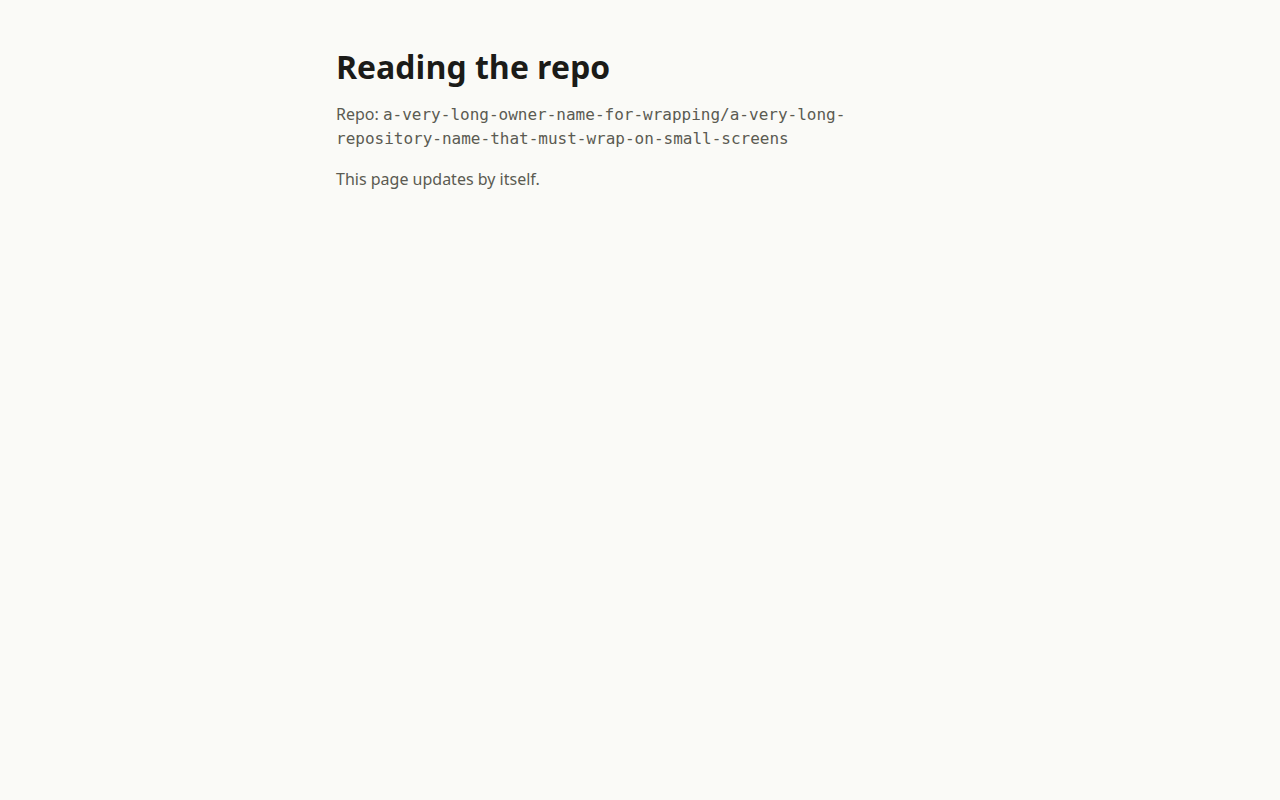 Reading the repo
Repo: a-very-long-owner-name-for-wrapping/a-very-long-
repository-name-that-must-wrap-on-small-screens
This page updates by itself.